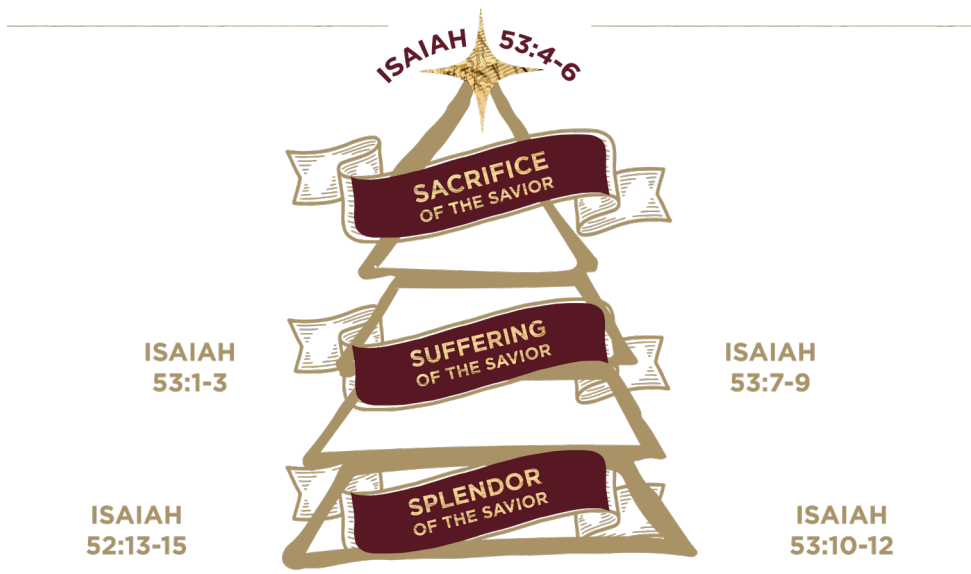 ISAIAH 53:4-6
SACRIFICE
OF THE SAVIOR
SUFFERING
OF THE SAVIOR
ISAIAH
53:1-3
ISAIAH
53:7-9
SPLENDOR
OF THE SAVIOR
ISAIAH
52:13-15
ISAIAH
53:10-12